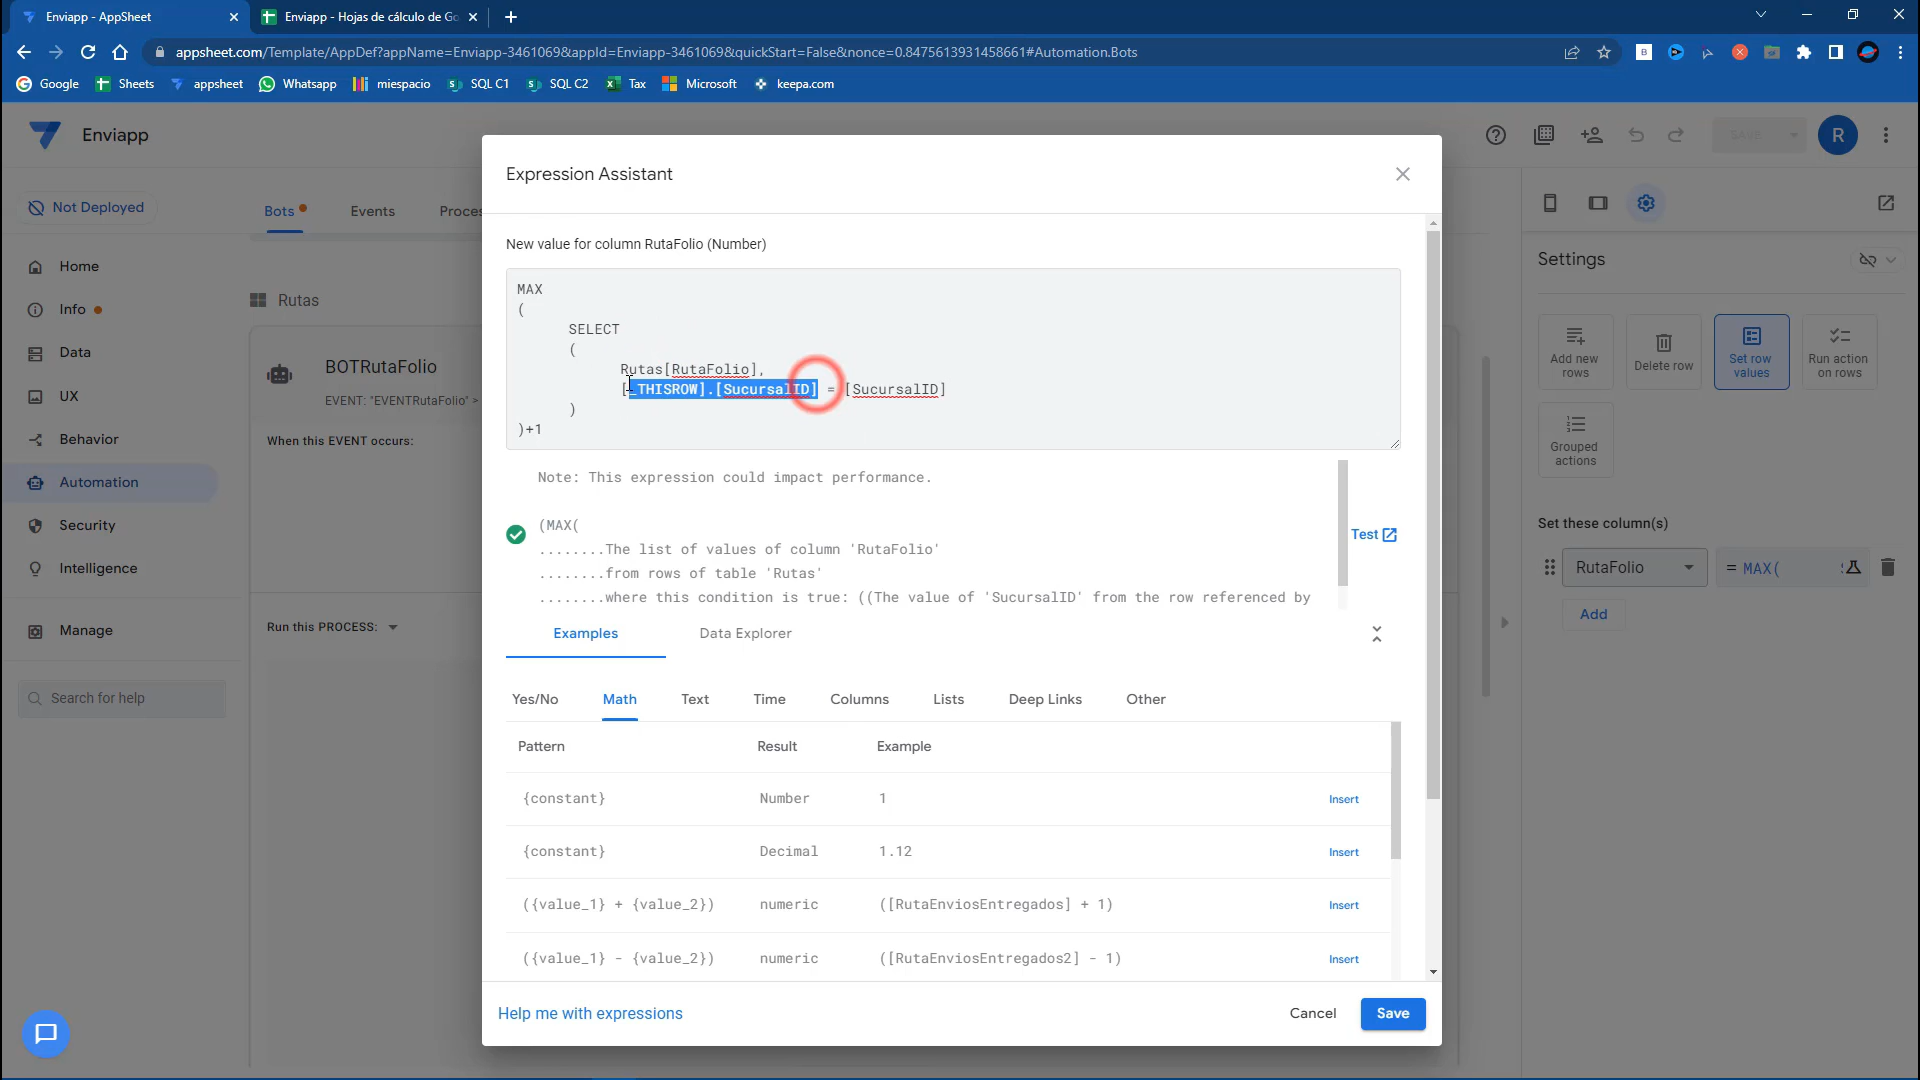 Enviapp - AppSheet
Enviapp - Hojas de cálculo de Go
appsheet.com/Template/AppDef?appName=Enviapp-3461069&appId=Enviapp-3461069&quickStart=False&nonce=0.8475613931458661#Automation.Bots
Google
Sheets
appsheet
Whatsapp
miespacio
SQL C1
SQL C2
Tax
Microsoft
keepa.com
Enviapp
SAVE
R
Not Deployed
Bots
Events
Proces
Home
Info
Data
UX
Behavior
Automation
Security
Intelligence
Manage
Search for help
Rutas
BOTRutaFolio
EVENT: "EVENTRutaFolio" >
When this EVENT occurs:
Run this PROCESS:
Expression Assistant
New value for column RutaFolio (Number)
MAX
(
SELECT
(
Rutas[RutaFolio],
[_THISROW].[SucursalID] = [SucursalID]
)
)+1
Note: This expression could impact performance.
(MAX(
........The list of values of column 'RutaFolio'
........from rows of table 'Rutas'
........where this condition is true: ((The value of 'SucursalID' from the row referenced by
Test
Examples
Data Explorer
Yes/No
Math
Text
Time
Columns
Lists
Deep Links
Other
Pattern Result Example
{constant} Number 1 Insert
{constant} Decimal 1.12 Insert
({value_1} + {value_2}) numeric ([RutaEnviosEntregados] + 1) Insert
({value_1} - {value_2}) numeric ([RutaEnviosEntregados2] - 1) Insert
Help me with expressions
Cancel
Save
Settings
Add new rows
Delete row
Set row values
Run action on rows
Grouped actions
Set these column(s)
RutaFolio
= MAX(
Add